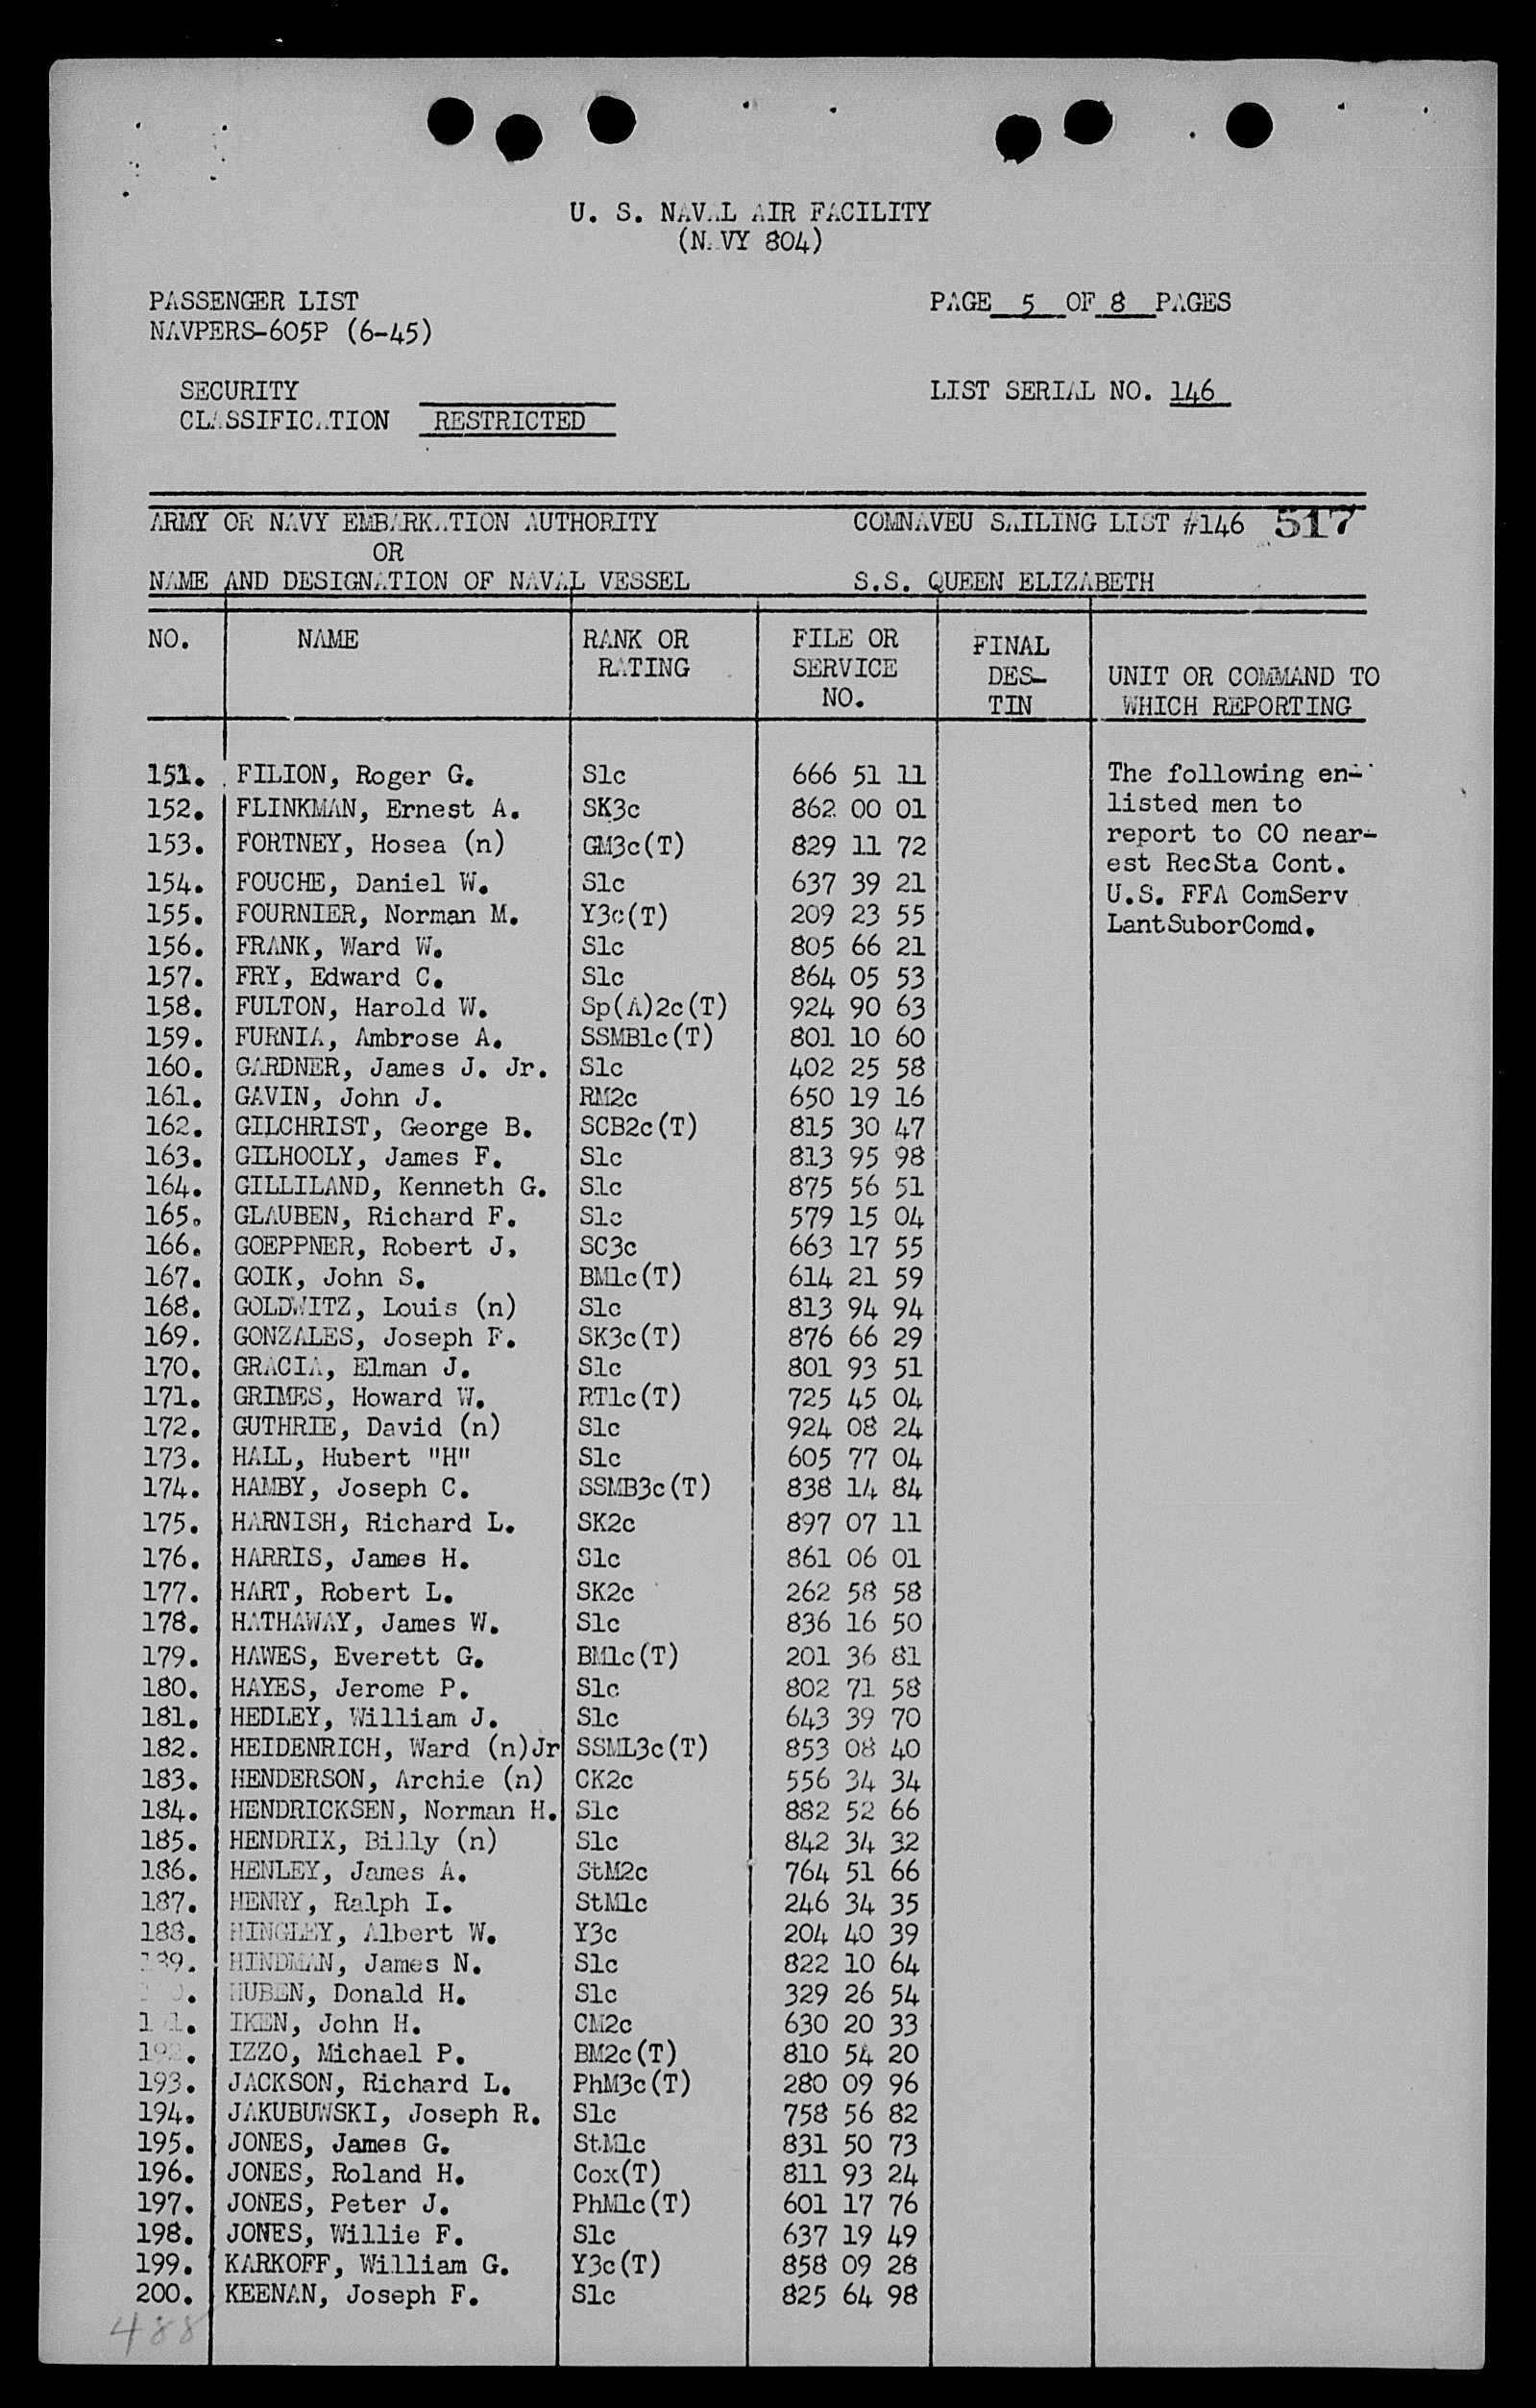 U. S. NAVAL AIR FACILITY
(NAVY 804)
PASSENGER LIST PAGE 5 OF 8 PAGES
NAVPERS-605P (6-45)
SECURITY LIST SERIAL NO. 146
CLASSIFICATION RESTRICTED
ARMY OR NAVY EMBARKATION AUTHORITY COMNAVEU SAILING LIST #146 517
OR
NAME AND DESIGNATION OF NAVAL VESSEL S.S. QUEEN ELIZABETH
NO. NAME RANK OR FILE OR FINAL
RATING SERVICE DES- UNIT OR COMMAND TO
NO. TIN WHICH REPORTING
151. FILION, Roger G. S1c 666 51 11 The following en-
152. FLINKMAN, Ernest A. SK3c 862 00 01 listed men to
153. FORTNEY, Hosea (n) GM3c(T) 829 11 72 report to CO near-
est RecSta Cont.
154. FOUCHE, Daniel W. S1c 637 39 21 U.S. FFA ComServ
155. FOURNIER, Norman M. Y3c(T) 209 23 55 LantSuborComd.
156. FRANK, Ward W. S1c 805 66 21
157. FRY, Edward C. S1c 864 05 53
158. FULTON, Harold W. Sp(A)2c(T) 924 90 63
159. FURNIA, Ambrose A. SSMB1c(T) 801 10 60
160. GARDNER, James J. Jr. S1c 402 25 58
161. GAVIN, John J. RM2c 650 19 16
162. GILCHRIST, George B. SCB2c(T) 815 30 47
163. GILHOOLY, James F. S1c 813 95 98
164. GILLILAND, Kenneth G. S1c 875 56 51
165. GLAUBEN, Richard F. S1c 579 15 04
166. GOEPPNER, Robert J. SC3c 663 17 55
167. GOIK, John S. BM1c(T) 614 21 59
168. GOLDWITZ, Louis (n) S1c 813 94 94
169. GONZALES, Joseph F. SK3c(T) 876 66 29
170. GRACIA, Elman J. S1c 801 93 51
171. GRIMES, Howard W. RT1c(T) 725 45 04
172. GUTHRIE, David (n) S1c 924 08 24
173. HALL, Hubert "H" S1c 605 77 04
174. HAMBY, Joseph C. SSMB3c(T) 838 14 84
175. HARNISH, Richard L. SK2c 897 07 11
176. HARRIS, James H. S1c 861 06 01
177. HART, Robert L. SK2c 262 58 58
178. HATHAWAY, James W. S1c 836 16 50
179. HAWES, Everett G. BM1c(T) 201 36 81
180. HAYES, Jerome P. S1c 802 71 58
181. HEDLEY, William J. S1c 643 39 70
182. HEIDENRICH, Ward (n)Jr SSML3c(T) 853 08 40
183. HENDERSON, Archie (n) CK2c 556 34 34
184. HENDRICKSEN, Norman H. S1c 882 52 66
185. HENDRIX, Billy (n) S1c 842 34 32
186. HENLEY, James A. StM2c 764 51 66
187. HENRY, Ralph I. StM1c 246 34 35
188. HINGLEY, Albert W. Y3c 204 40 39
189. HINDMAN, James N. S1c 822 10 64
HUBEN, Donald H. S1c 329 26 54
IKEN, John H. CM2c 630 20 33
192. IZZO, Michael P. BM2c(T) 810 54 20
193. JACKSON, Richard L. PhM3c(T) 280 09 96
194. JAKUBUWSKI, Joseph R. S1c 758 56 82
195. JONES, James G. StM1c 831 50 73
196. JONES, Roland H. Cox(T) 811 93 24
197. JONES, Peter J. PhM1c(T) 601 17 76
198. JONES, Willie F. S1c 637 19 49
199. KARKOFF, William G. Y3c(T) 858 09 28
200. KEENAN, Joseph F. S1c 825 64 98
488